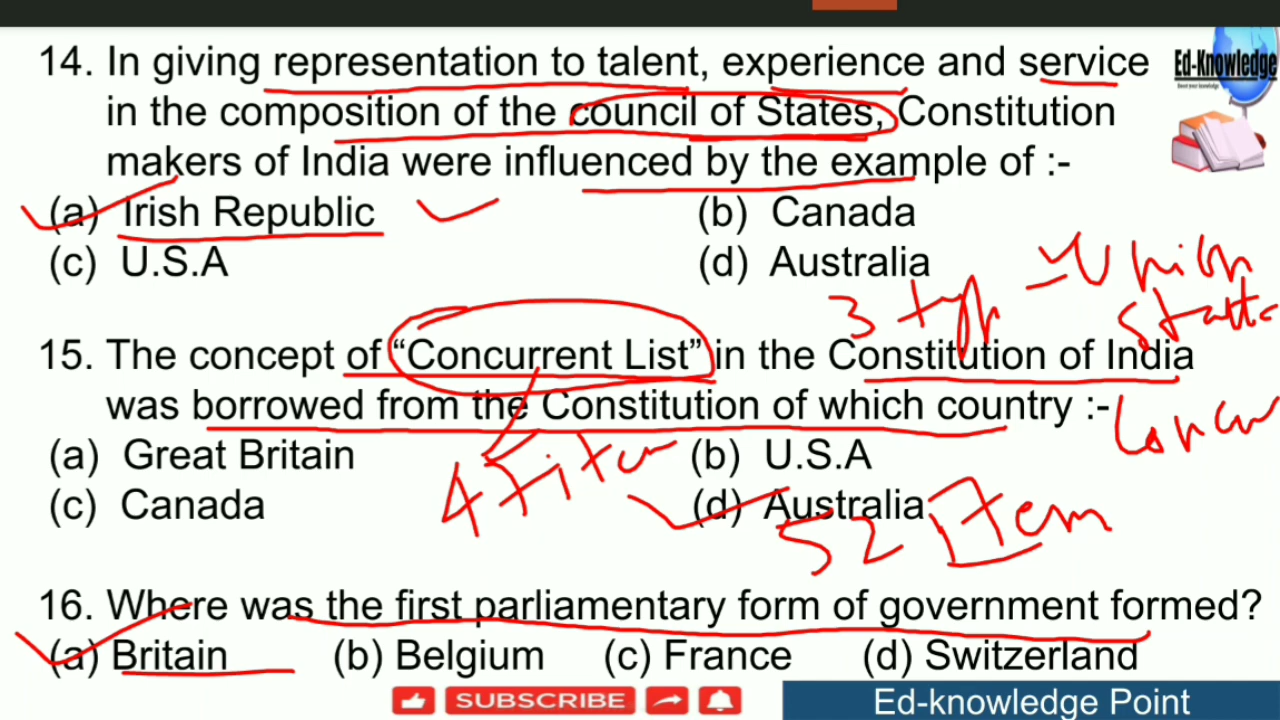 14. In giving representation to talent, experience and service
in the composition of the council of States, Constitution
makers of India were influenced by the example of :-
(a) Irish Republic (b) Canada
(c) U.S.A (d) Australia
Ed-Knowledge
3 typ Union
State
15. The concept of “Concurrent List” in the Constitution of India
was borrowed from the Constitution of which country :-
Concur
(a) Great Britain (b) U.S.A
(c) Canada (d) Australia
47 item
52 Item
16. Where was the first parliamentary form of government formed?
(a) Britain (b) Belgium (c) France (d) Switzerland
SUBSCRIBE
Ed-knowledge Point